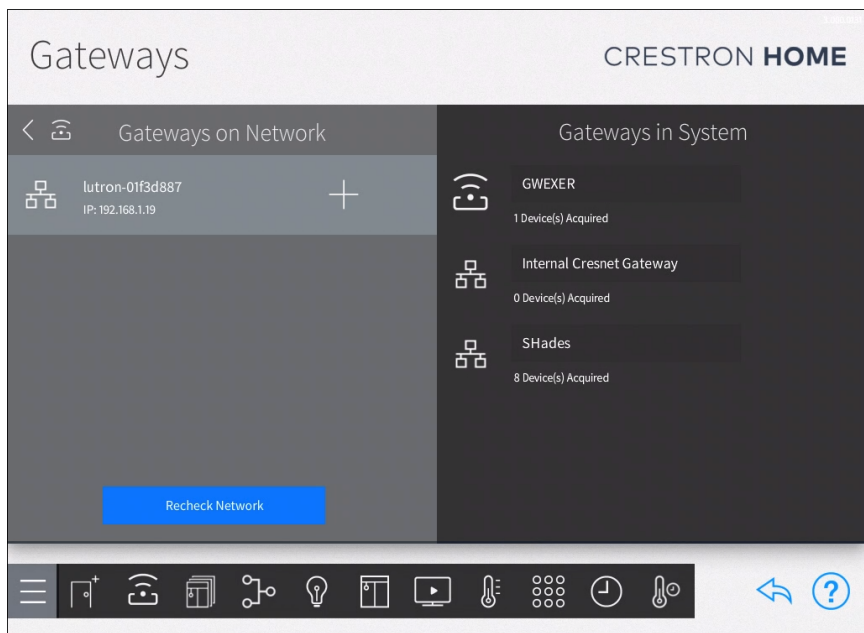 Gateways
CRESTRON HOME
Gateways on Network
Gateways in System
lutron-01f3d887
IP: 192.168.1.19
GWEXER
1 Device(s) Acquired
Internal Cresnet Gateway
0 Device(s) Acquired
SHades
8 Device(s) Acquired
Recheck Network
?